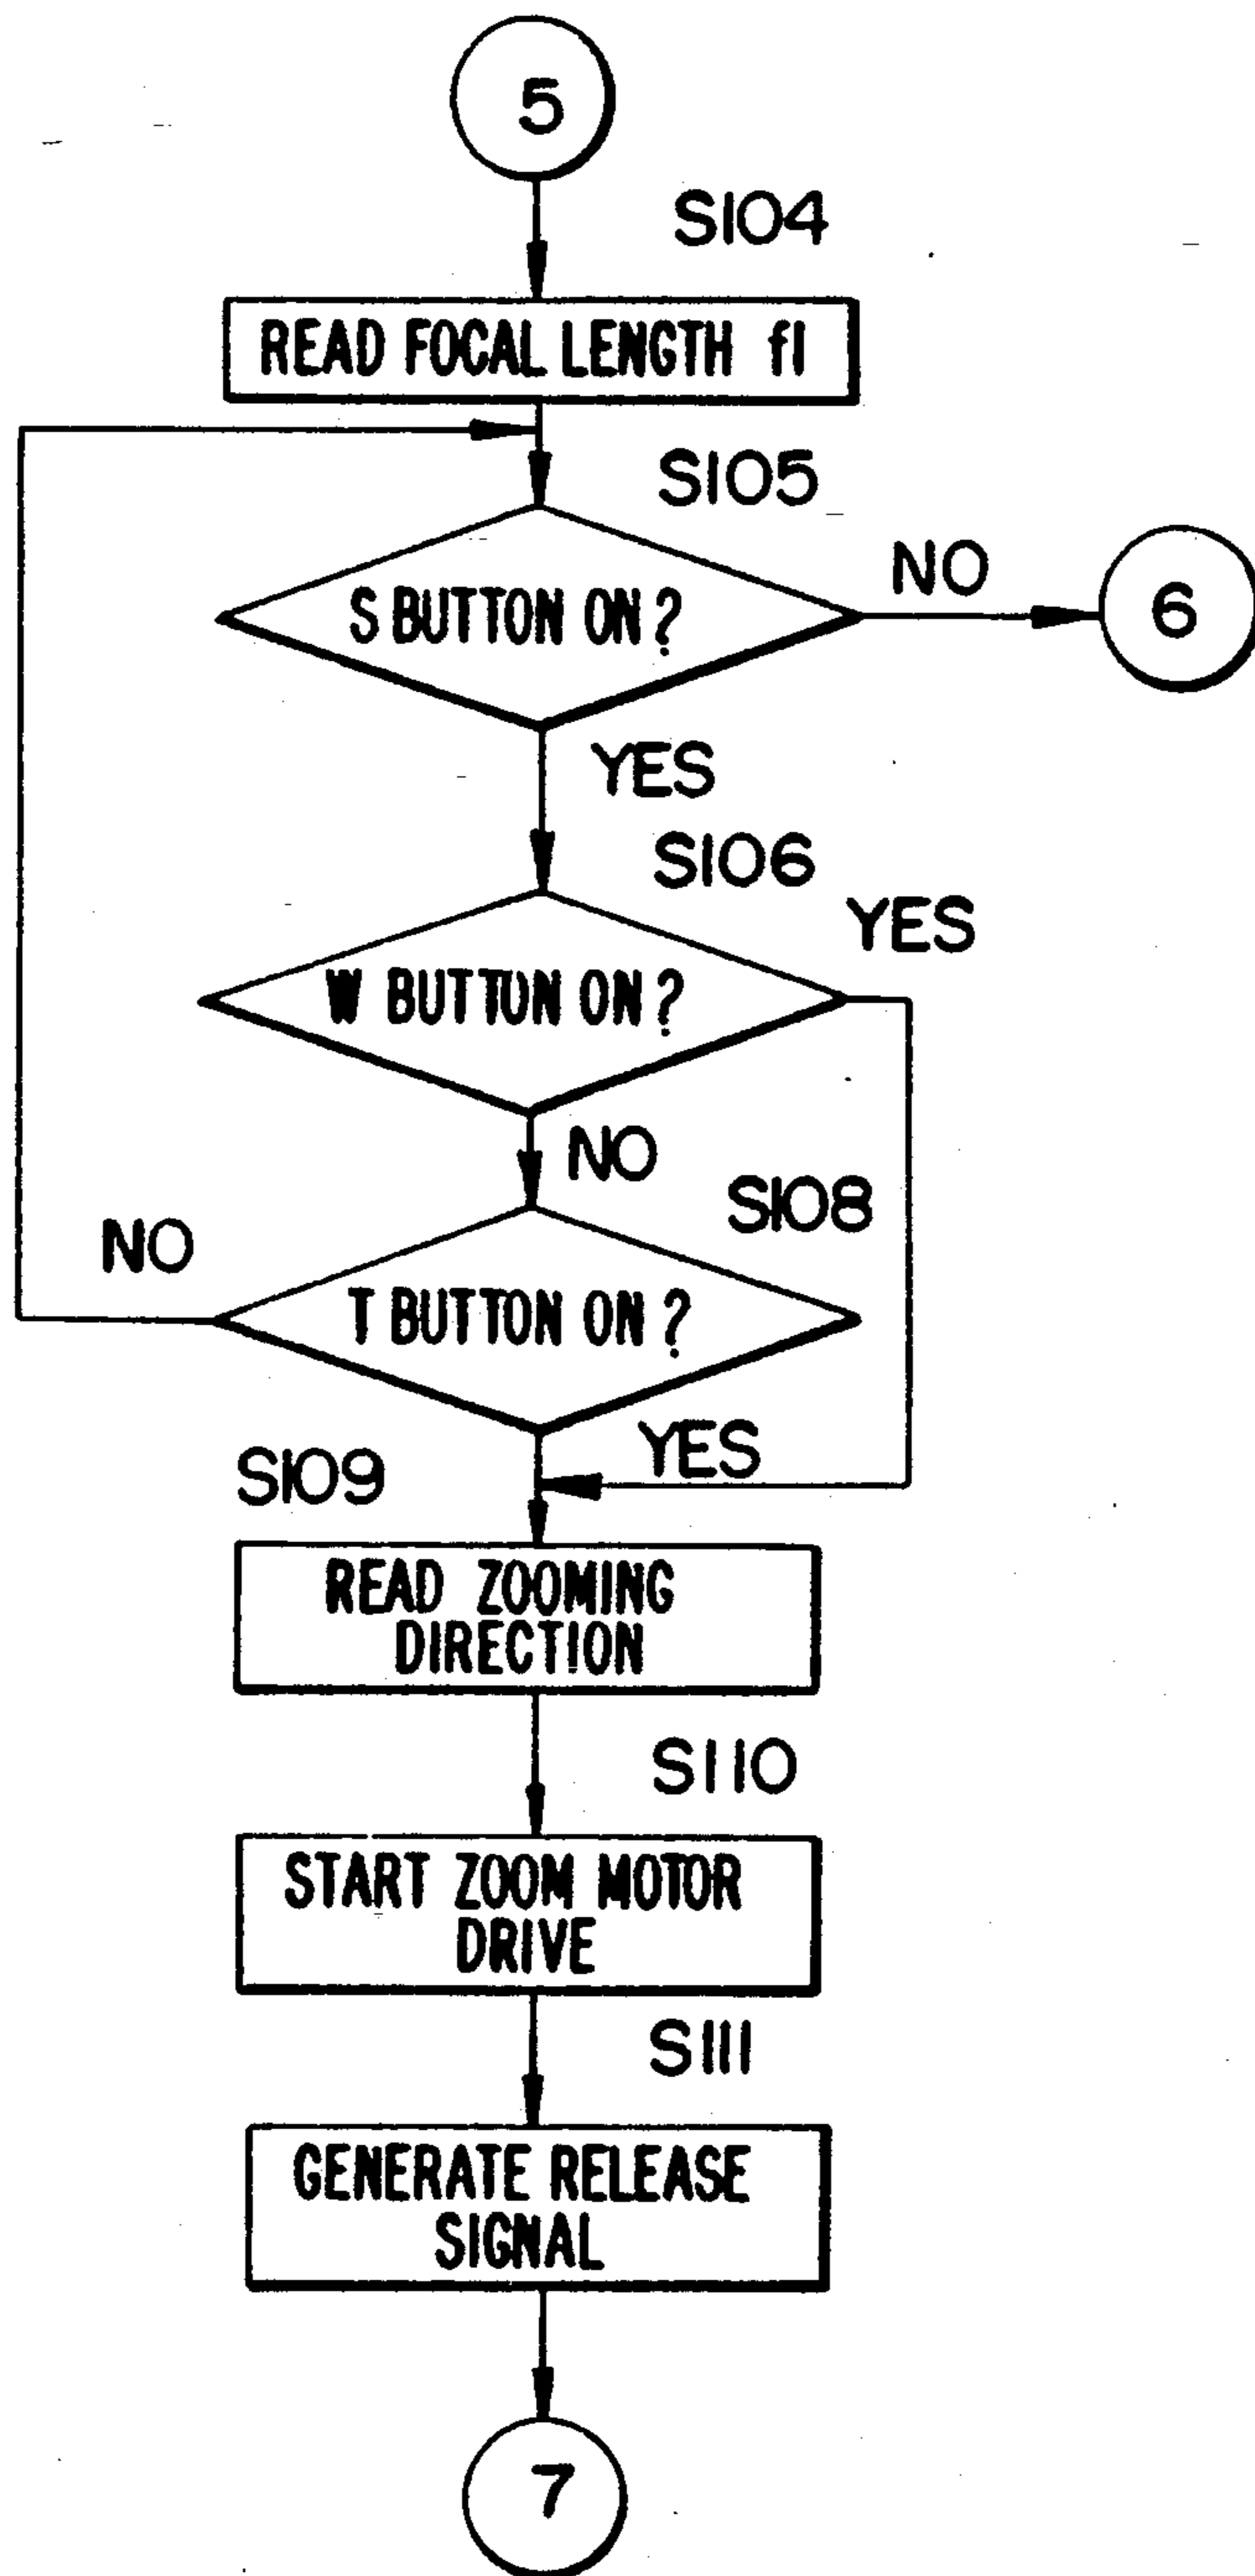 5
S104
READ FOCAL LENGTH f1
S105
S BUTTON ON?
NO
6
YES
S106
YES
W BUTTON ON?
NO
S108
NO
T BUTTON ON?
YES
S109
READ ZOOMING
DIRECTION
S110
START ZOOM MOTOR
DRIVE
S111
GENERATE RELEASE
SIGNAL
7